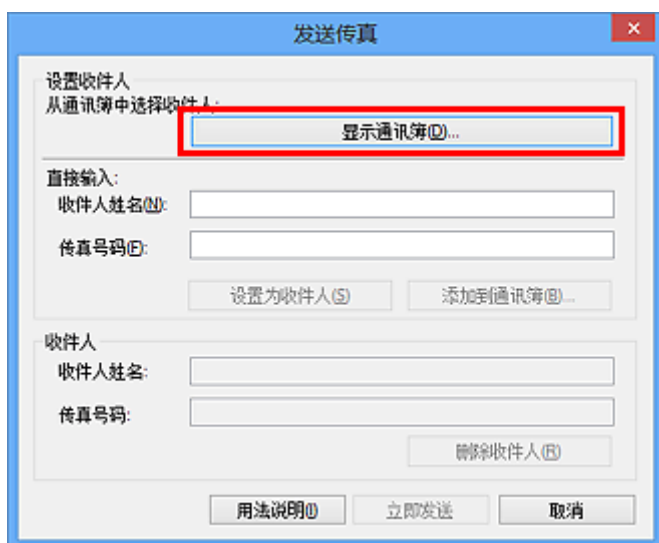 发送传真
设置收件人
从通讯簿中选择收件人:
显示通讯簿(D)...
直接输入:
收件人姓名(N):
传真号码(F):
设置为收件人(S) 添加到通讯簿(B)...
收件人
收件人姓名:
传真号码:
删除收件人(R)
用法说明(I) 立即发送 取消